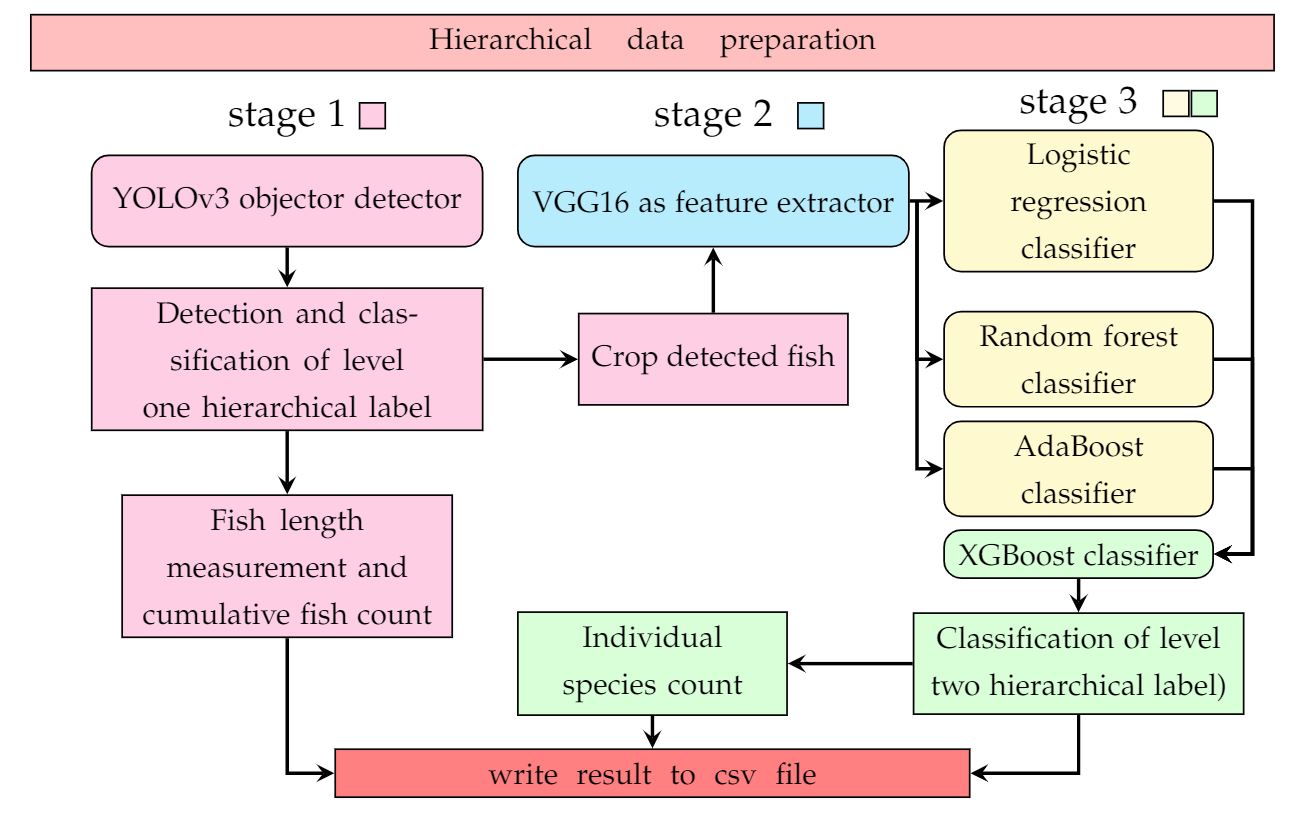 Hierarchical data preparation
stage 1
stage 2
stage 3
YOLOv3 objector detector
VGG16 as feature extractor
Logistic
regression
classifier
Detection and clas-
sification of level
one hierarchical label
Crop detected fish
Random forest
classifier
AdaBoost
classifier
Fish length
measurement and
cumulative fish count
XGBoost classifier
Individual
species count
Classification of level
two hierarchical label)
write result to csv file